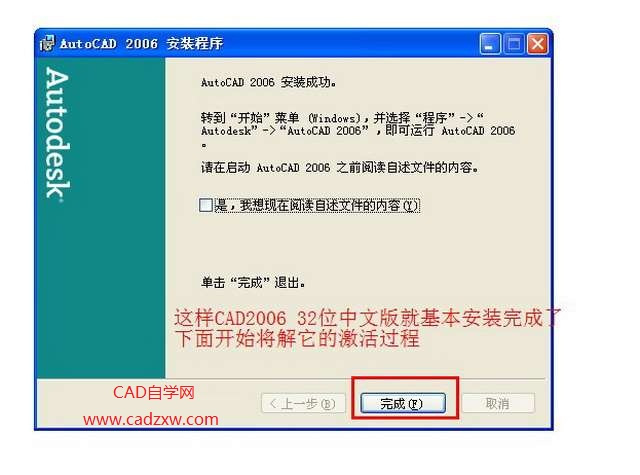 AutoCAD 2006 安装程序
Autodesk
AutoCAD 2006 安装成功。
转到“开始”菜单 (Windows)，并选择“程序”->“
Autodesk”->“AutoCAD 2006”，即可运行 AutoCAD 2006
。
请在启动 AutoCAD 2006 之前阅读自述文件的内容。
是，我想现在阅读自述文件的内容(Y)
单击“完成”退出。
这样CAD2006 32位中文版就基本安装完成了
下面开始将解它的激活过程
CAD自学网
www.cadzxw.com
< 上一步(B)
完成(F)
取消